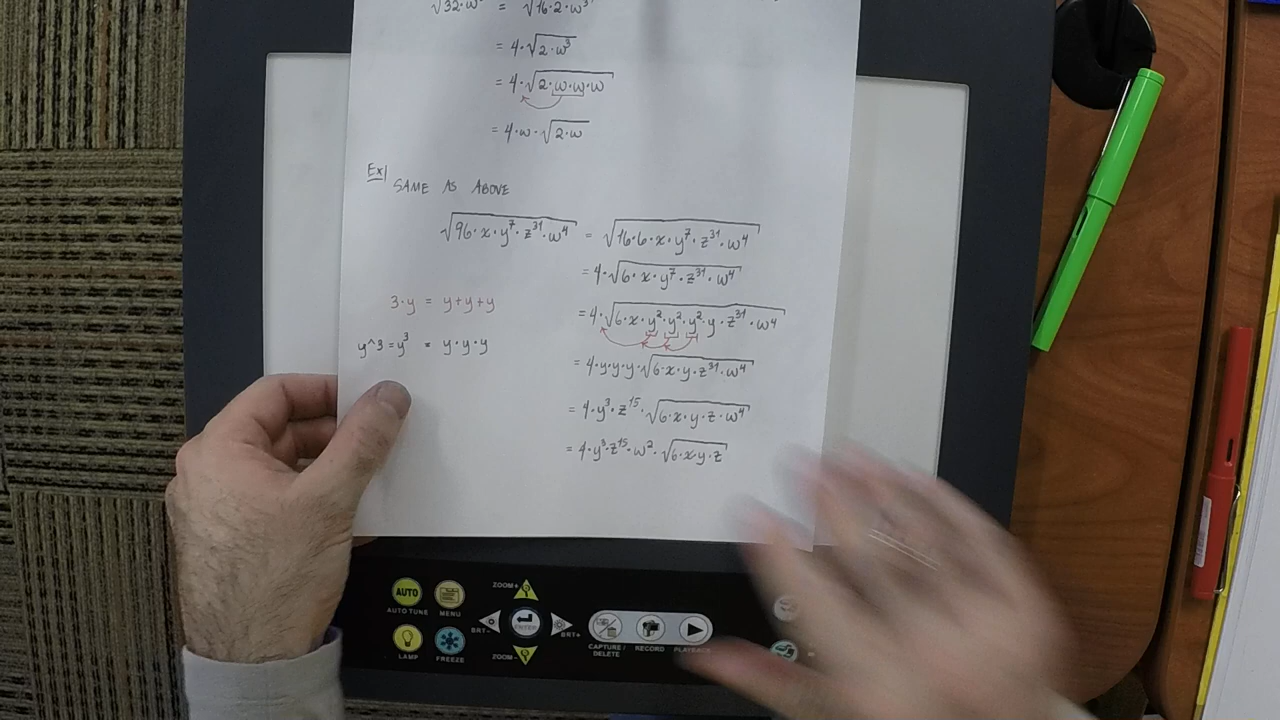 √32·w³ = √16·2·w³
= 4·√2·w³
= 4·√2·w·w·w
= 4·w·√2·w
Ex|
SAME AS ABOVE
√96·x·y⁷·z³¹·w⁴ = √16·6·x·y⁷·z³¹·w⁴
= 4·√6·x·y⁷·z³¹·w⁴
3·y = y+y+y
= 4·√6·x·y²·y²·y²·y·z³¹·w⁴
y^3=y³ = y·y·y
= 4·y·y·y·√6·x·y·z³¹·w⁴
= 4·y³·z¹⁵·√6·x·y·z·w⁴
= 4·y³·z¹⁵·w²·√6·x·y·z
AUTO
AUTO TUNE
MENU
ZOOM+
BRT-
ENTER
BRT+
LAMP
FREEZE
ZOOM-
CAPTURE / DELETE
RECORD
PLAYBACK